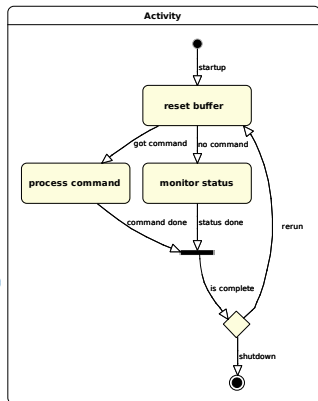 Activity
startup
reset buffer
got command
no command
process command
monitor status
command done
status done
rerun
is complete
shutdown